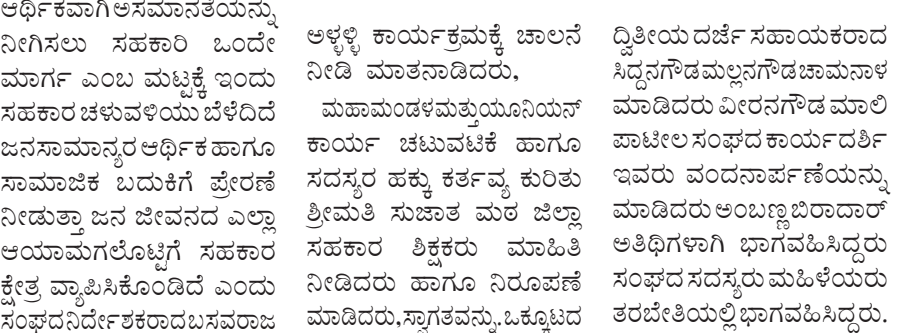 ಆರ್ಥಿಕವಾಗಿ ಅಸಮಾನತೆಯನ್ನು
ನೀಗಿಸಲು ಸಹಕಾರಿ ಒಂದೇ
ಮಾರ್ಗ ಎಂಬ ಮಟ್ಟಕ್ಕೆ ಇಂದು
ಸಹಕಾರ ಚಳುವಳಿಯು ಬೆಳೆದಿದೆ
ಜನಸಾಮಾನ್ಯರ ಆರ್ಥಿಕ ಹಾಗೂ
ಸಾಮಾಜಿಕ ಬದುಕಿಗೆ ಪ್ರೇರಣೆ
ನೀಡುತ್ತಾ ಜನ ಜೀವನದ ಎಲ್ಲಾ
ಆಯಾಮಗಲೊಟ್ಟಿಗೆ ಸಹಕಾರ
ಕ್ಷೇತ್ರ ವ್ಯಾಪಿಸಿಕೊಂಡಿದೆ ಎಂದು
ಸಂಘದ ನಿರ್ದೇಶಕರಾದ ಬಸವರಾಜ
ಅಳ್ಳಳ್ಳಿ ಕಾರ್ಯಕ್ರಮಕ್ಕೆ ಚಾಲನೆ
ನೀಡಿ ಮಾತನಾಡಿದರು,
ಮಹಾಮಂಡಳ ಮತ್ತು ಯೂನಿಯನ್
ಕಾರ್ಯ ಚಟುವಟಿಕೆ ಹಾಗೂ
ಸದಸ್ಯರ ಹಕ್ಕು ಕರ್ತವ್ಯ ಕುರಿತು
ಶ್ರೀಮತಿ ಸುಜಾತ ಮಠ ಜಿಲ್ಲಾ
ಸಹಕಾರ ಶಿಕ್ಷಕರು ಮಾಹಿತಿ
ನೀಡಿದರು ಹಾಗೂ ನಿರೂಪಣೆ
ಮಾಡಿದರು,ಸ್ವಾಗತವನ್ನು.ಒಕ್ಕೂಟದ
ದ್ವಿತೀಯ ದರ್ಜೆ ಸಹಾಯಕರಾದ
ಸಿದ್ದನಗೌಡ ಮಲ್ಲನಗೌಡ ಚಾಮನಾಳ
ಮಾಡಿದರು ವೀರನಗೌಡ ಮಾಲಿ
ಪಾಟೀಲ ಸಂಘದ ಕಾರ್ಯದರ್ಶಿ
ಇವರು ವಂದನಾರ್ಪಣೆಯನ್ನು
ಮಾಡಿದರು ಅಂಬಣ್ಣ ಬಿರಾದಾರ್
ಅತಿಥಿಗಳಾಗಿ ಭಾಗವಹಿಸಿದ್ದರು
ಸಂಘದ ಸದಸ್ಯರು ಮಹಿಳೆಯರು
ತರಬೇತಿಯಲ್ಲಿ ಭಾಗವಹಿಸಿದ್ದರು.